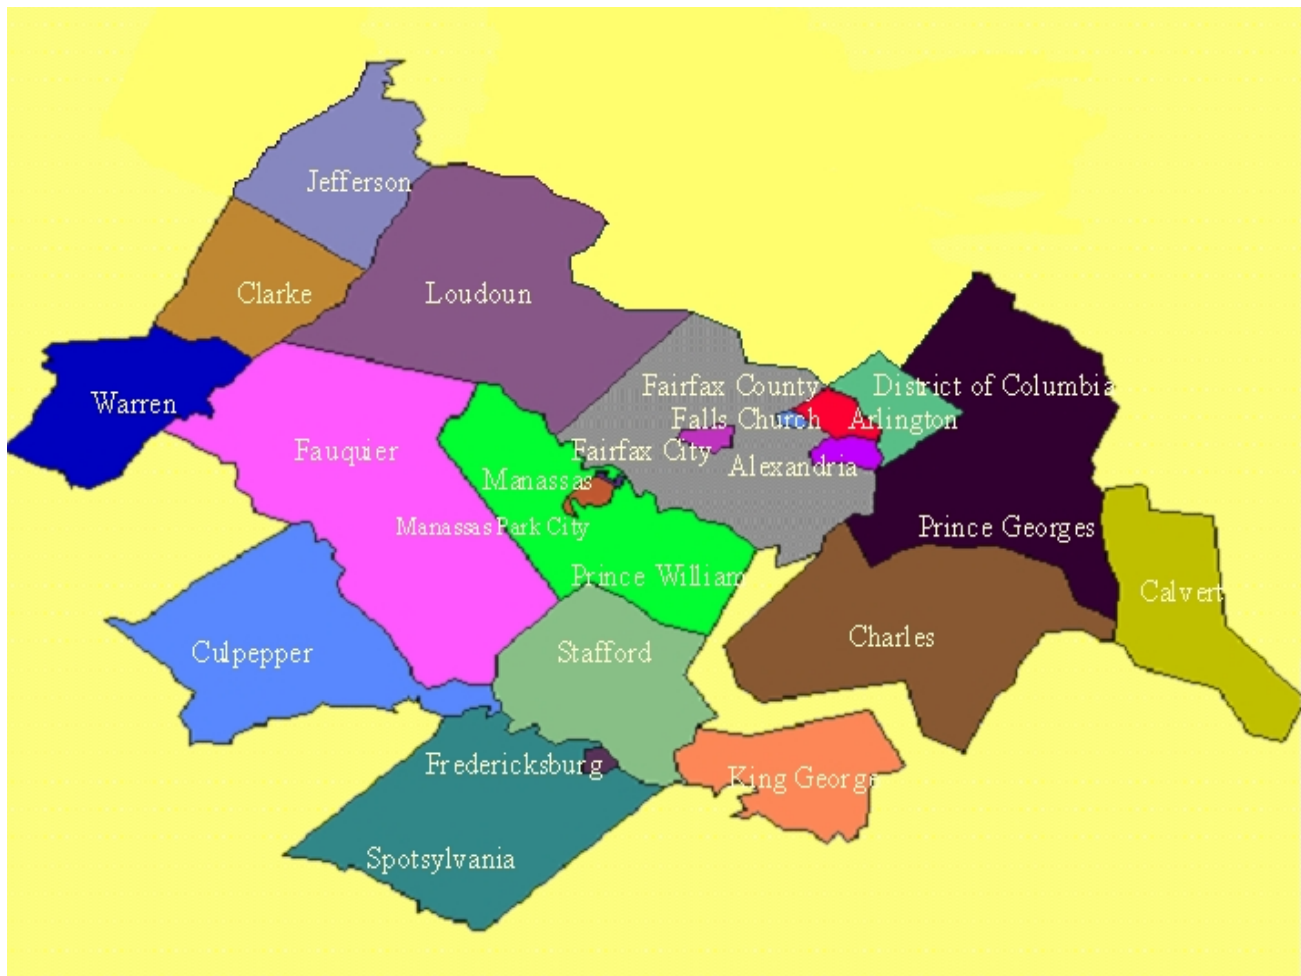 Jefferson
Clarke
Loudoun
Warren
Fairfax County
District of Columbia
Falls Church
Arlington
Fauquier
Fairfax City
Alexandria
Manassas
Manassas Park City
Prince Georges
Prince William
Calvert
Charles
Culpepper
Stafford
Fredericksburg
King George
Spotsylvania